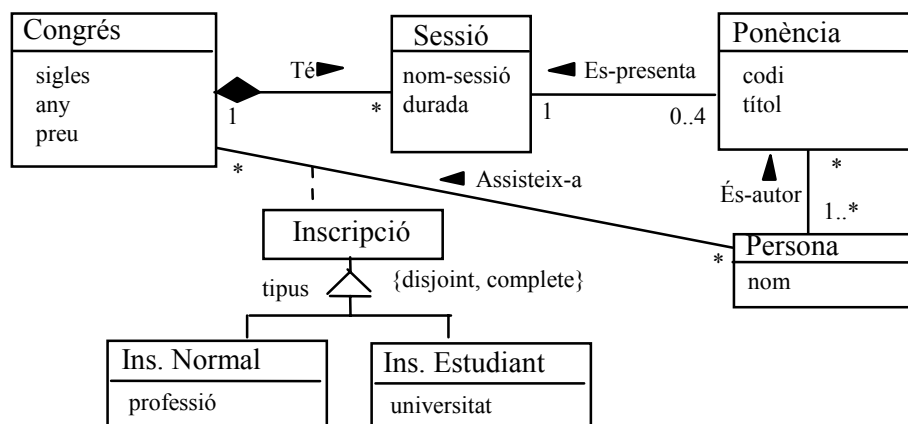 Congrés
sigles
any
preu
Té
1
*
Sessió
nom-sessió
durada
Es-presenta
1
0..4
Ponència
codi
títol
*
Assisteix-a
*
És-autor
*
1..*
Persona
nom
Inscripció
tipus
{disjoint, complete}
Ins. Normal
professió
Ins. Estudiant
universitat